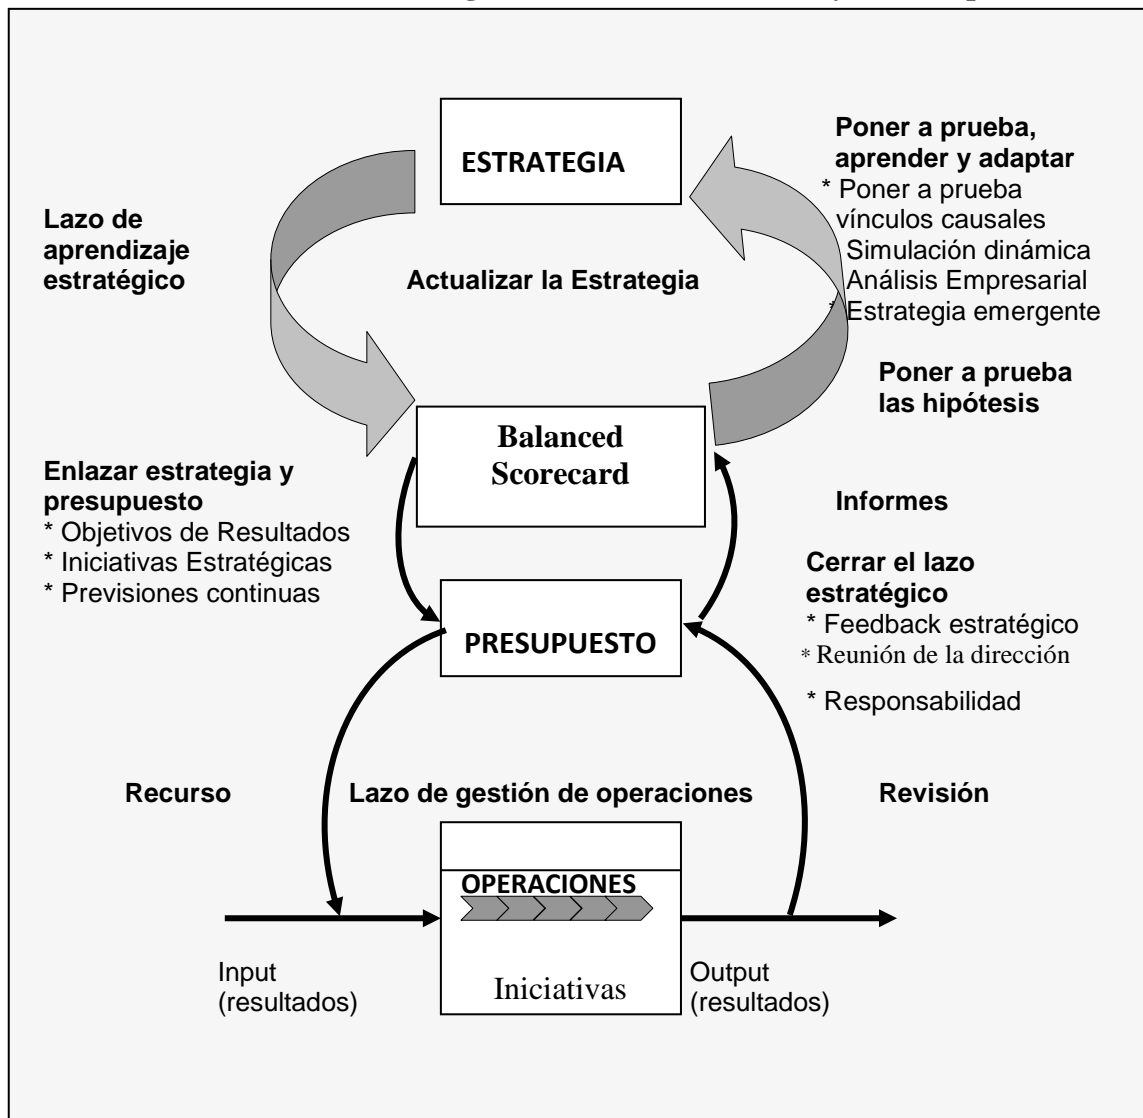 ESTRATEGIA
Poner a prueba,
aprender y adaptar
* Poner a prueba
vínculos causales
Simulación dinámica
Análisis Empresarial
* Estrategia emergente
Lazo de
aprendizaje
estratégico
Actualizar la Estrategia
Poner a prueba
las hipótesis
Balanced
Scorecard
Enlazar estrategia y
presupuesto
* Objetivos de Resultados
* Iniciativas Estratégicas
* Previsiones continuas
Informes
Cerrar el lazo
estratégico
* Feedback estratégico
* Reunión de la dirección
* Responsabilidad
PRESUPUESTO
Recurso
Lazo de gestión de operaciones
Revisión
OPERACIONES
Iniciativas
Input
(resultados)
Output
(resultados)